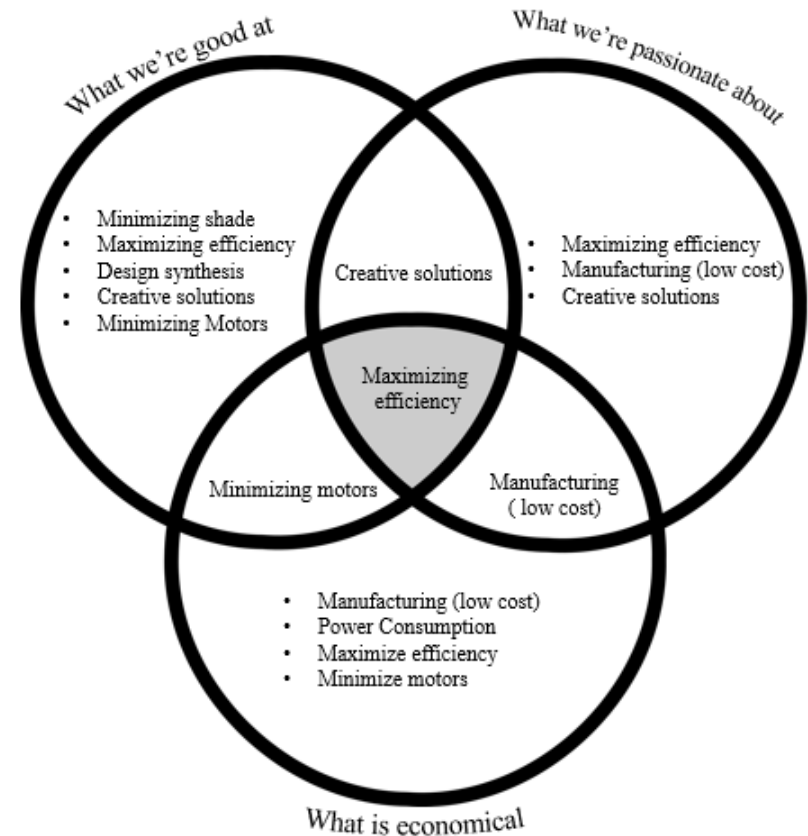 What we're good at
What we're passionate about
• Minimizing shade
• Maximizing efficiency
• Design synthesis
• Creative solutions
• Minimizing Motors
Creative solutions
• Maximizing efficiency
• Manufacturing (low cost)
• Creative solutions
Maximizing
efficiency
Minimizing motors
Manufacturing
( low cost)
• Manufacturing (low cost)
• Power Consumption
• Maximize efficiency
• Minimize motors
What is economical